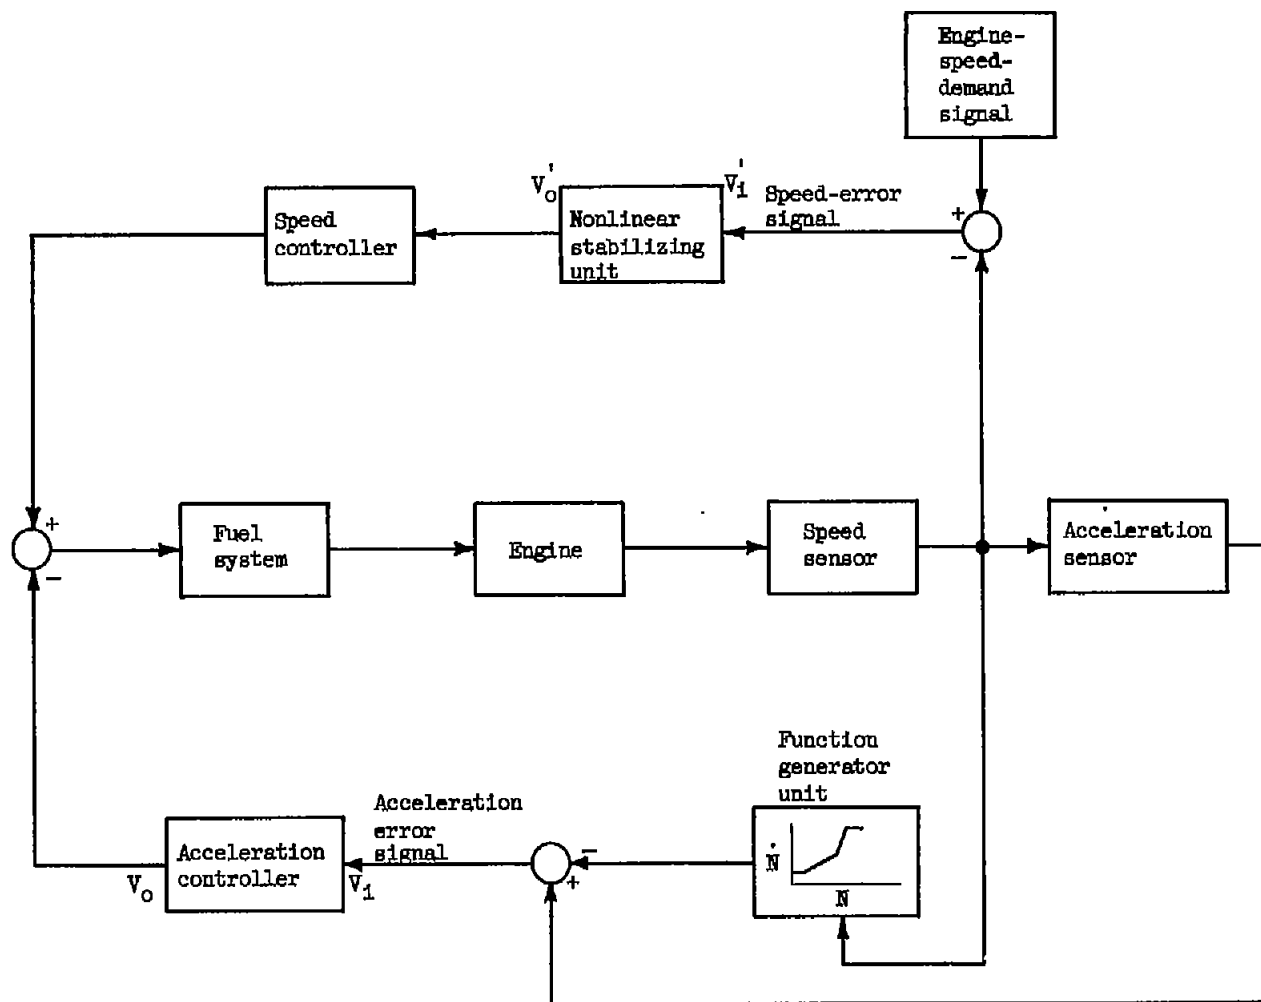 Engine-
speed-
demand
signal
V'o
V'i
Speed-error
signal
+
−
Speed
controller
Nonlinear
stabilizing
unit
+
−
Fuel
system
Engine
Speed
sensor
Acceleration
sensor
Function
generator
unit
Ṅ
N
Acceleration
error
signal
−
+
Acceleration
controller
Vo
Vi